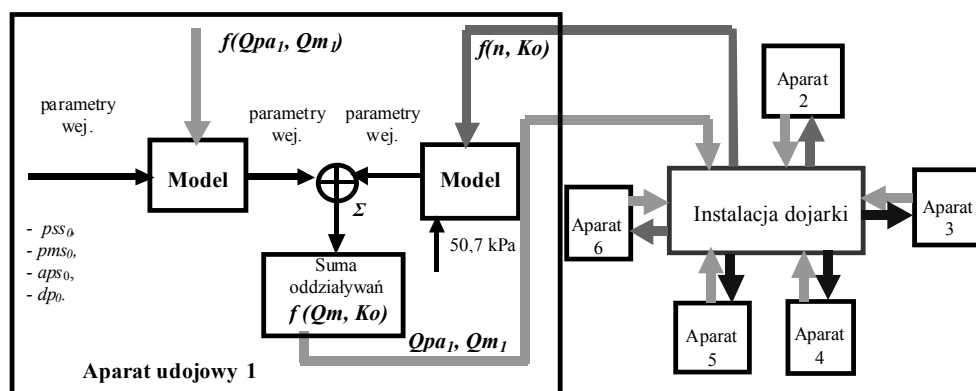 f(Qpa₁, Qm₁)
f(n, Ko)
parametry
wej.
parametry
wej.
parametry
wej.
Model
Model
Σ
50,7 kPa
- pss₀,
- pms₀,
- aps₀,
- dp₀.
Suma
oddziaływań
f (Qm, Ko)
Qpa₁, Qm₁
Aparat udojowy 1
Aparat
2
Instalacja dojarki
Aparat
3
Aparat
6
Aparat
5
Aparat
4